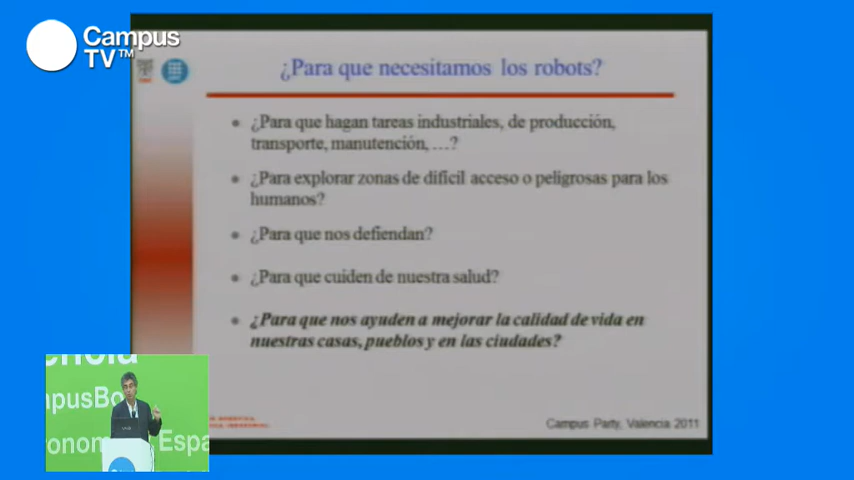 Campus
TV™
¿Para que necesitamos los robots?
¿Para que hagan tareas industriales, de producción,
transporte, manutención, …?
¿Para explorar zonas de difícil acceso o peligrosas para los
humanos?
¿Para que nos defiendan?
¿Para que cuiden de nuestra salud?
¿Para que nos ayuden a mejorar la calidad de vida en
nuestras casas, pueblos y en las ciudades?
Campus Party, Valencia 2011
mpusBo
onom Espa